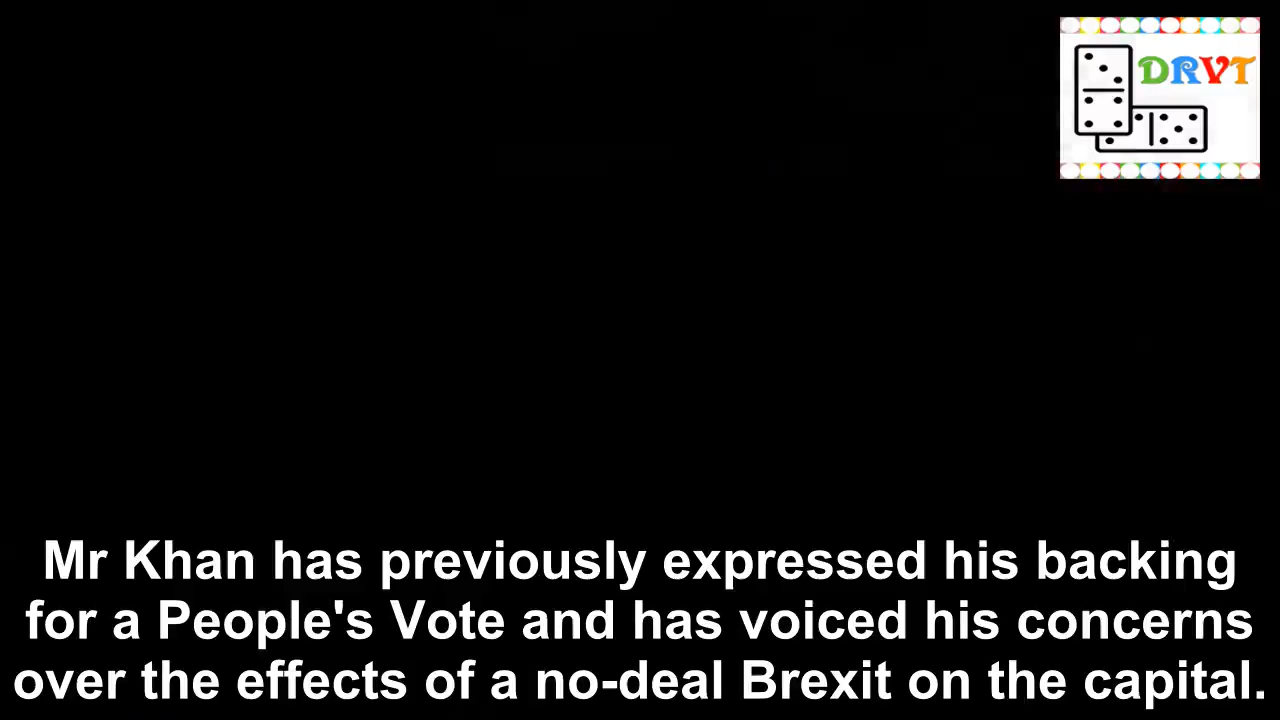 DRVT
Mr Khan has previously expressed his backing
for a People's Vote and has voiced his concerns
over the effects of a no-deal Brexit on the capital.